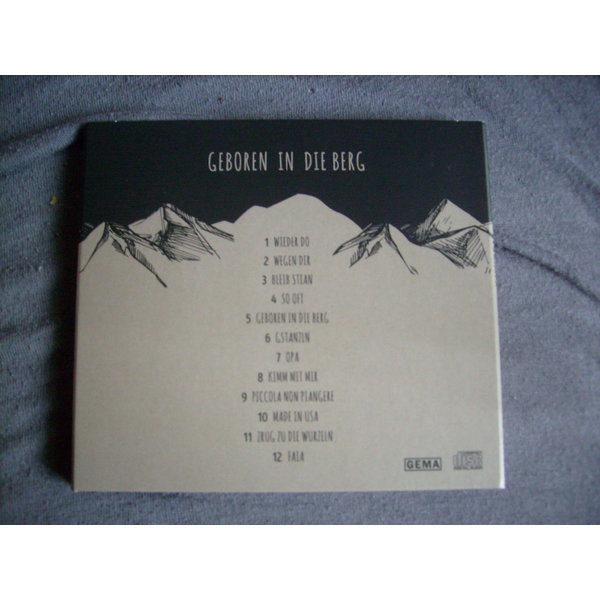 GEBOREN IN DIE BERG
1 WIEDER DO
2 WEGEN DIR
3 BLEIB STIAN
4 SO OFT
5 GEBOREN IN DIE BERG
6 GSTANZLN
7 OPA
8 KIMM MIT MIR
9 PICCOLA NON PIANGERE
10 MADE IN USA
11 ZRUG ZU DIE WURZELN
12 FALA
GEMA